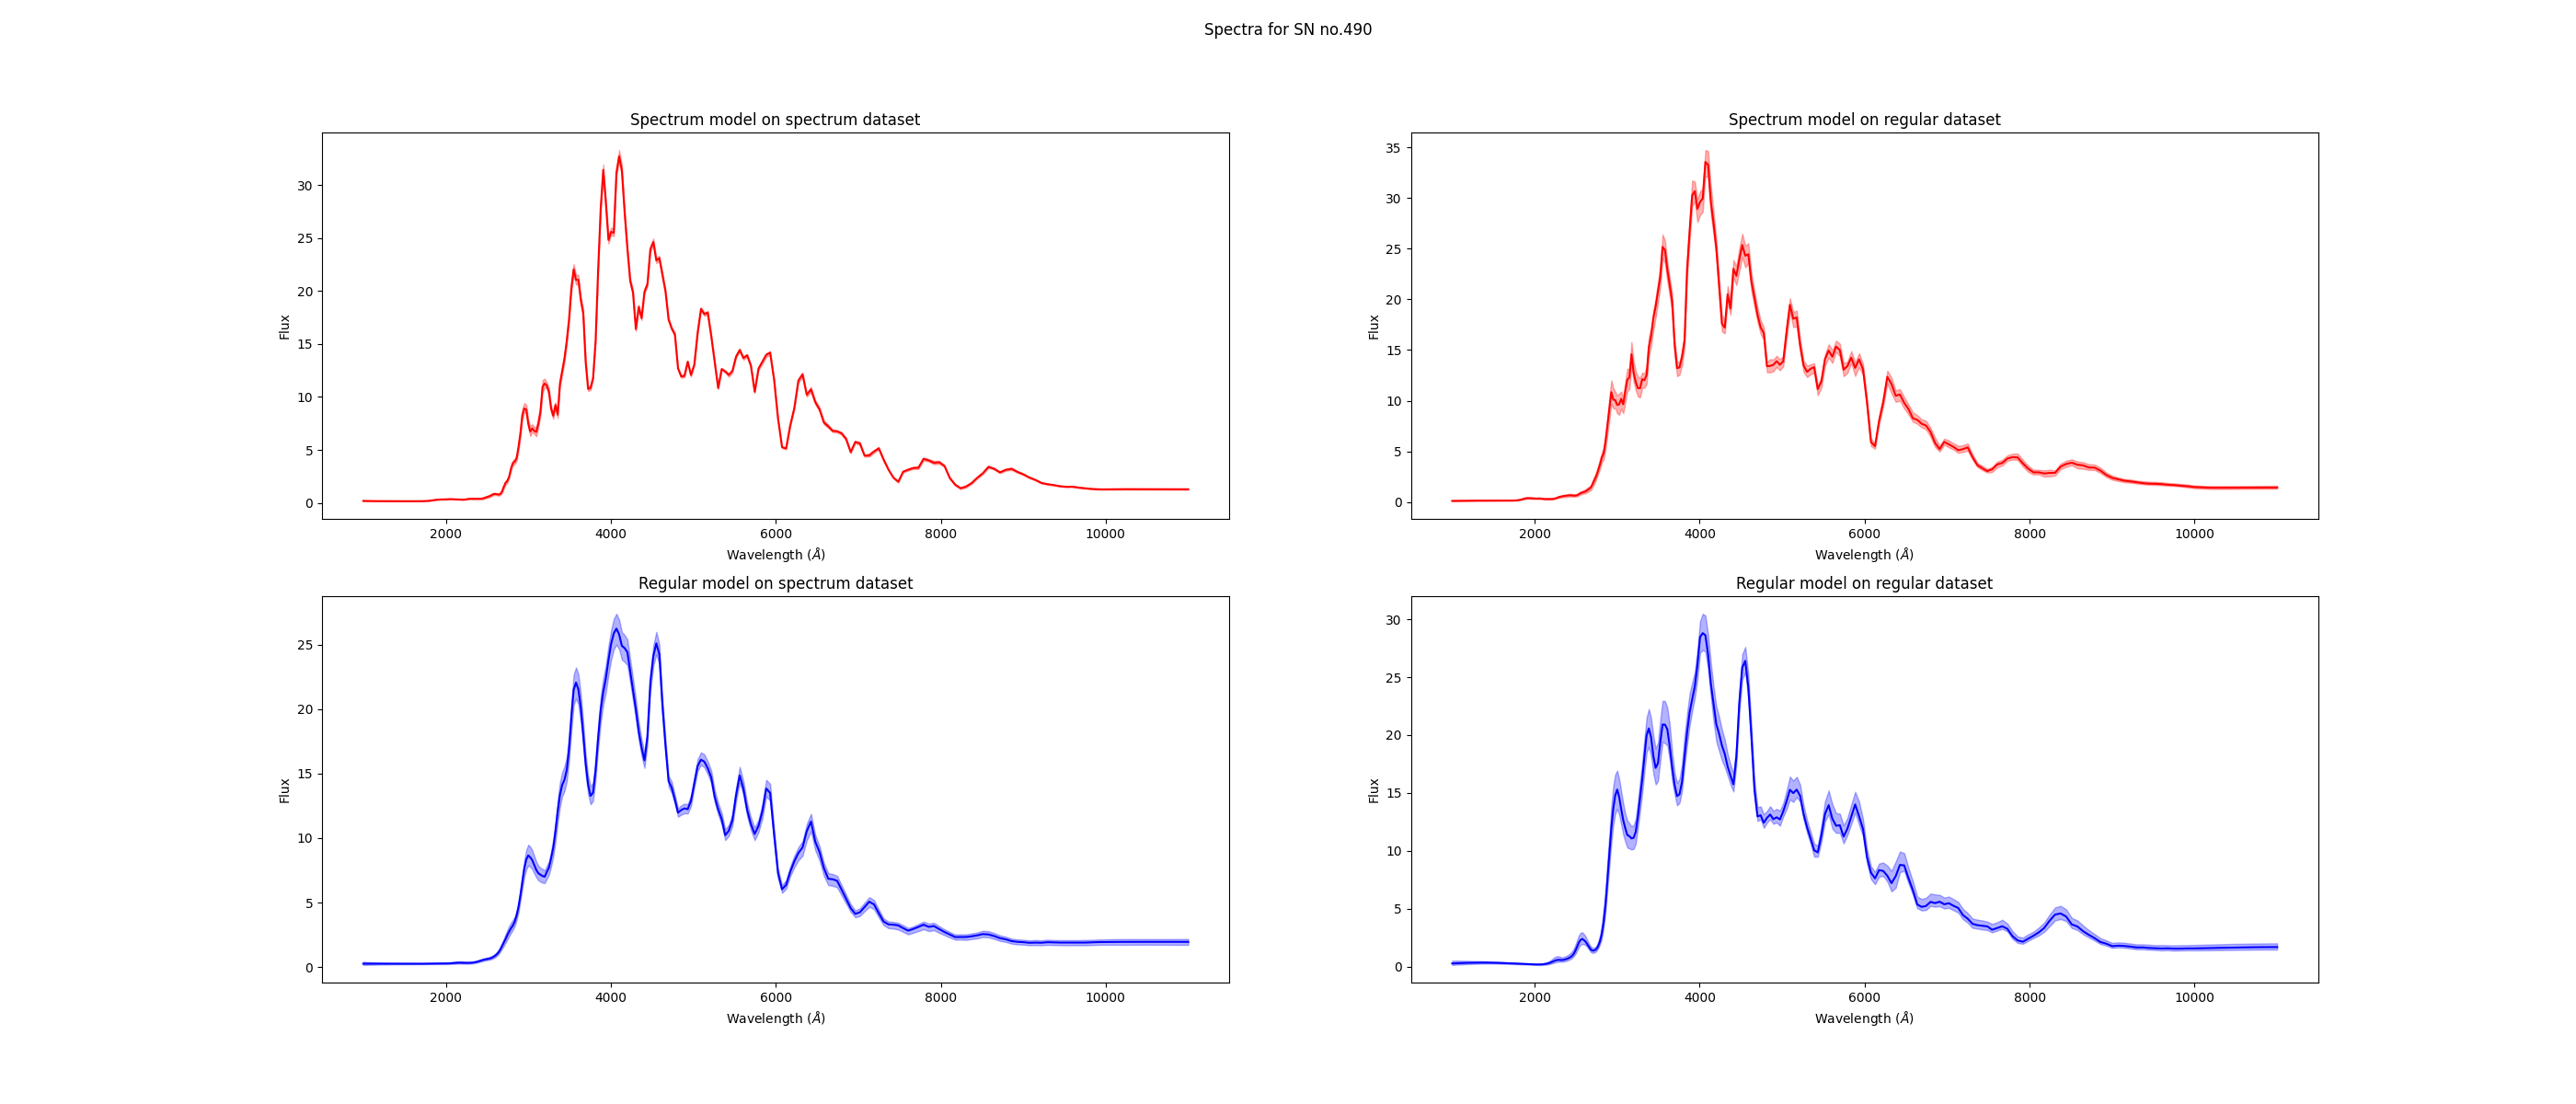 Spectra for SN no.490
Spectrum model on spectrum dataset
30
25
20
15
10
5
0
Flux
2000 4000 6000 8000 10000
Wavelength (Å)
Spectrum model on regular dataset
35
30
25
20
15
10
5
0
Flux
2000 4000 6000 8000 10000
Wavelength (Å)
Regular model on spectrum dataset
25
20
15
10
5
0
Flux
2000 4000 6000 8000 10000
Wavelength (Å)
Regular model on regular dataset
30
25
20
15
10
5
0
Flux
2000 4000 6000 8000 10000
Wavelength (Å)